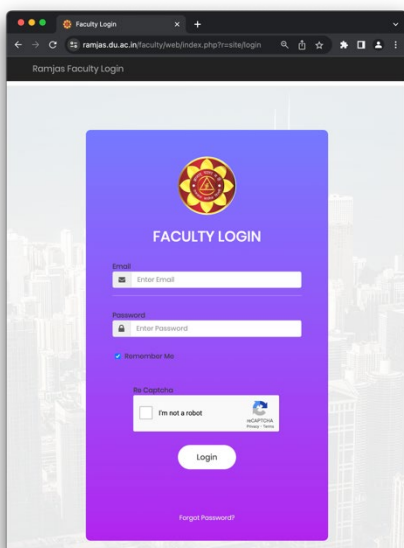 Faculty Login
ramjas.du.ac.in/faculty/web/index.php?r=site/login
Ramjas Faculty Login
FACULTY LOGIN
Email
Enter Email
Password
Enter Password
Remember Me
Re Captcha
I'm not a robot
reCAPTCHA
Privacy - Terms
Login
Forgot Password?